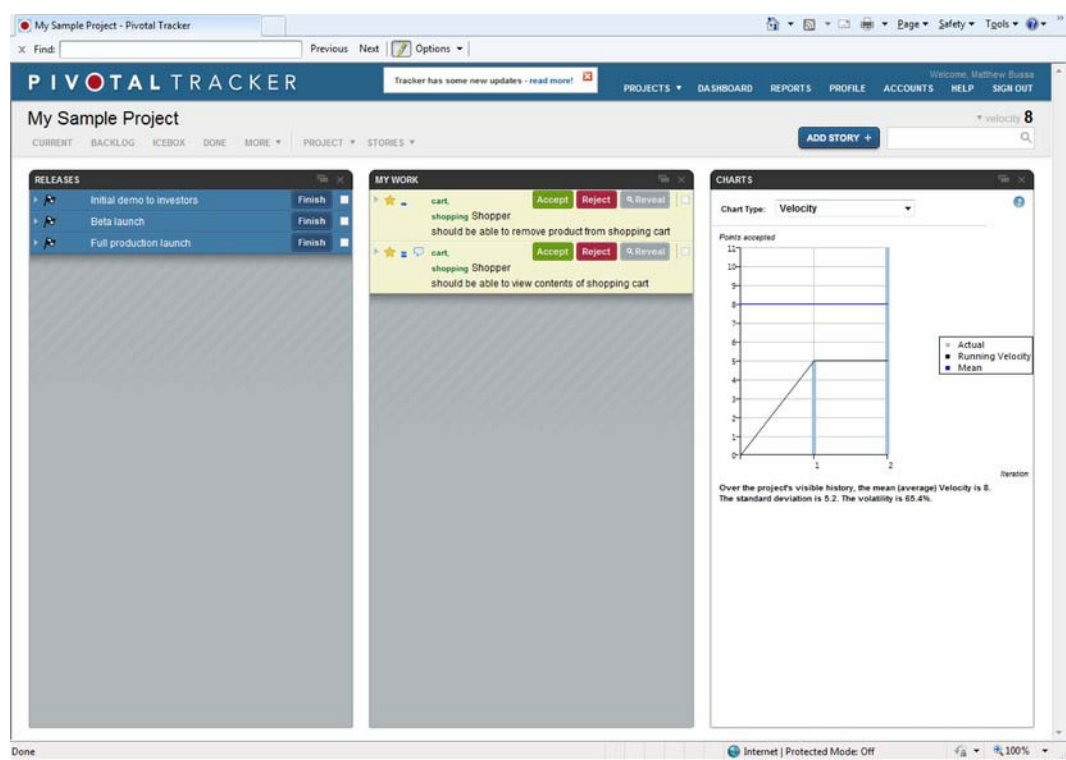 My Sample Project - Pivotal Tracker
Page Safety Tools
x Find: Previous Next Options
PIVOTAL TRACKER
Tracker has some new updates - read more!
Welcome, Matthew Bussa
PROJECTS DASHBOARD REPORTS PROFILE ACCOUNTS HELP SIGN OUT
My Sample Project
velocity 8
CURRENT BACKLOG ICEBOX DONE MORE PROJECT STORIES
ADD STORY +
RELEASES
Initial demo to investors Finish
Beta launch Finish
Full production launch Finish
MY WORK
cart, Accept Reject Reveal
shopping Shopper
should be able to remove product from shopping cart
cart, Accept Reject Reveal
shopping Shopper
should be able to view contents of shopping cart
CHARTS
Chart Type: Velocity
Points accepted
11
10
9
8
7
6
5
4
3
2
1
0
1 2
Iteration
Actual
Running Velocity
Mean
Over the project's visible history, the mean (average) Velocity is 8.
The standard deviation is 5.2. The volatility is 65.4%.
Done
Internet | Protected Mode: Off
100%